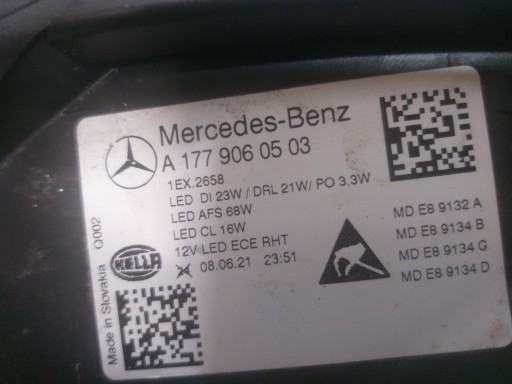 Mercedes-Benz
A 177 906 05 03
1EX.2658
LED DI 23W / DRL 21W/ PO 3,3W
LED AFS 68W
LED CL 16W
12V LED ECE RHT
08.06.21 23:51
MD E8 9132 A
MD E8 9134 B
MD E8 9134 G
MD E8 9134 D
HELLA
Made in Slovakia Q002